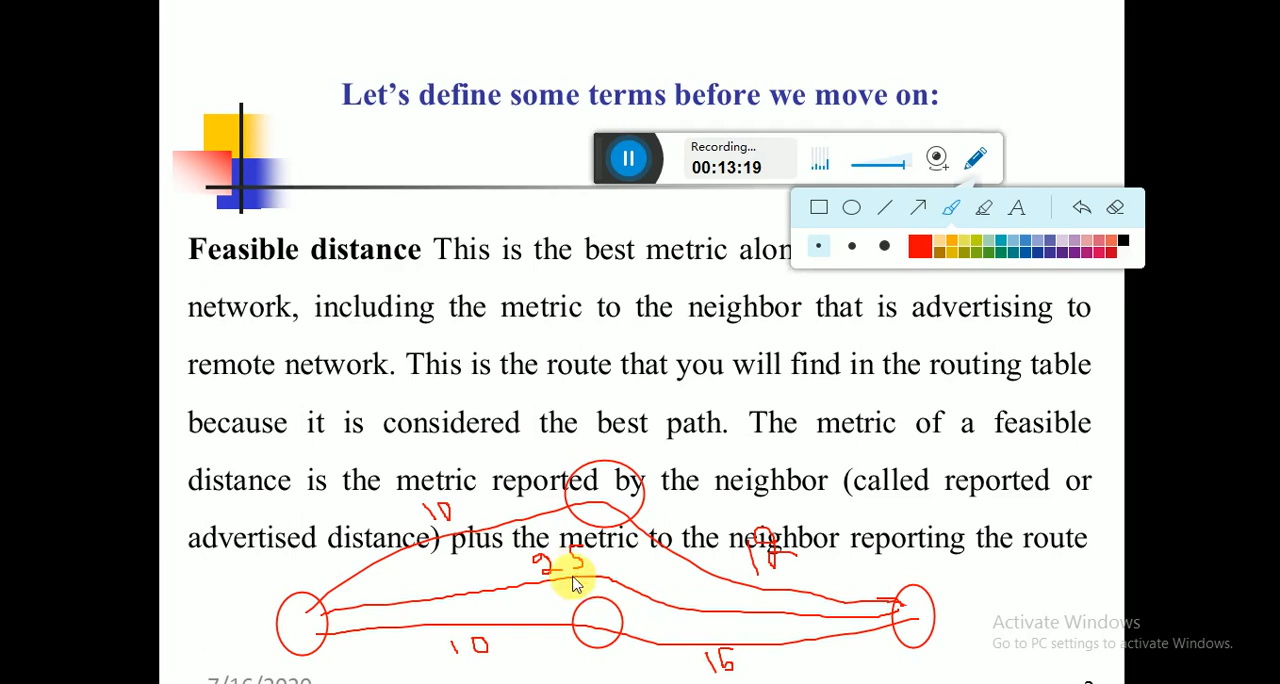 Let's define some terms before we move on:
Recording...
00:13:19
A
Feasible distance This is the best metric alon
network, including the metric to the neighbor that is advertising to
remote network. This is the route that you will find in the routing table
because it is considered the best path. The metric of a feasible
distance is the metric reported by the neighbor (called reported or
10
advertised distance) plus the metric to the neighbor reporting the route
25
10
15
Activate Windows
Go to PC settings to activate Windows.